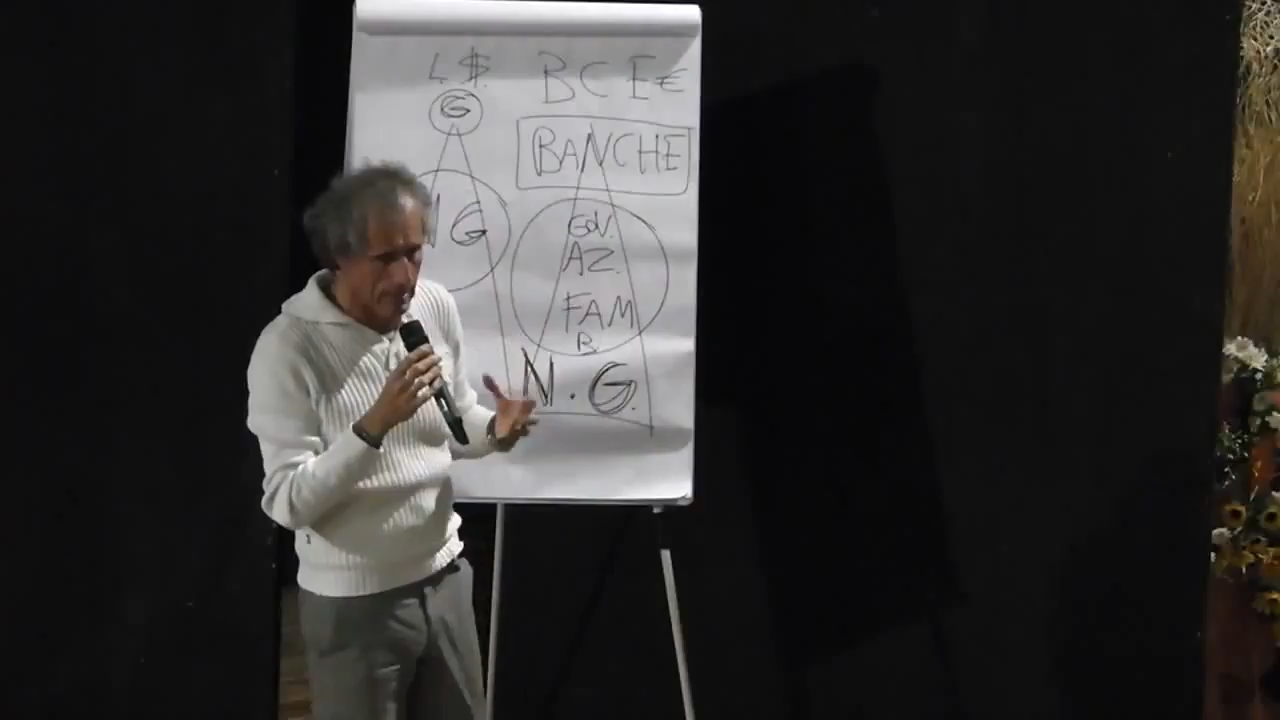 L. $. BCE €
G BANCHE
G GOV.
AZ.
FAM
B
N.G.